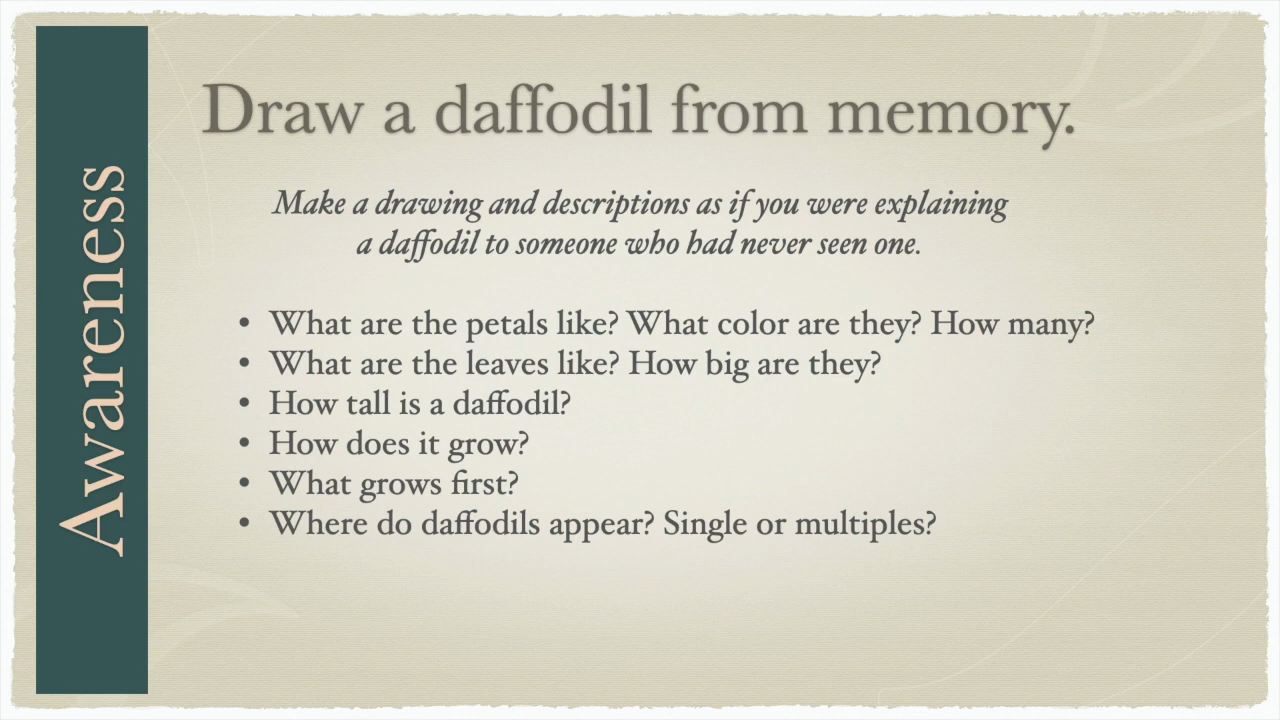 Awareness
Draw a daffodil from memory.
Make a drawing and descriptions as if you were explaining
a daffodil to someone who had never seen one.
• What are the petals like? What color are they? How many?
• What are the leaves like? How big are they?
• How tall is a daffodil?
• How does it grow?
• What grows first?
• Where do daffodils appear? Single or multiples?